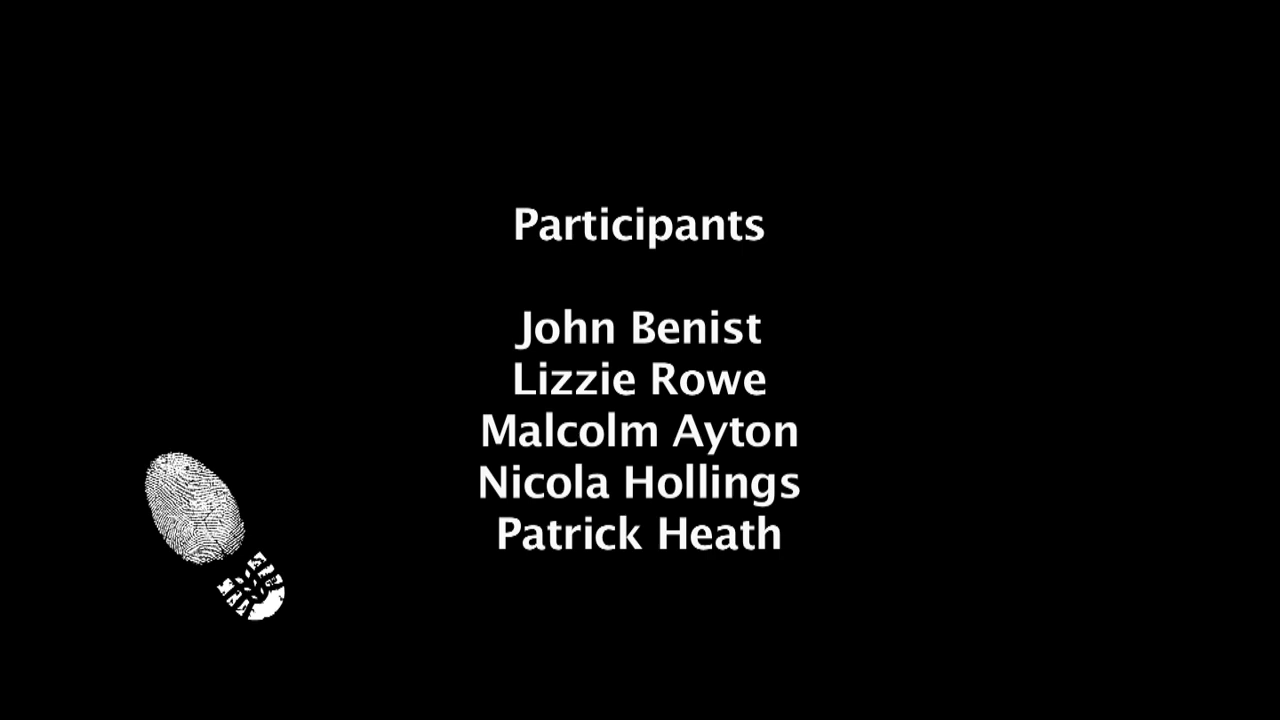 Participants
John Benist
Lizzie Rowe
Malcolm Ayton
Nicola Hollings
Patrick Heath